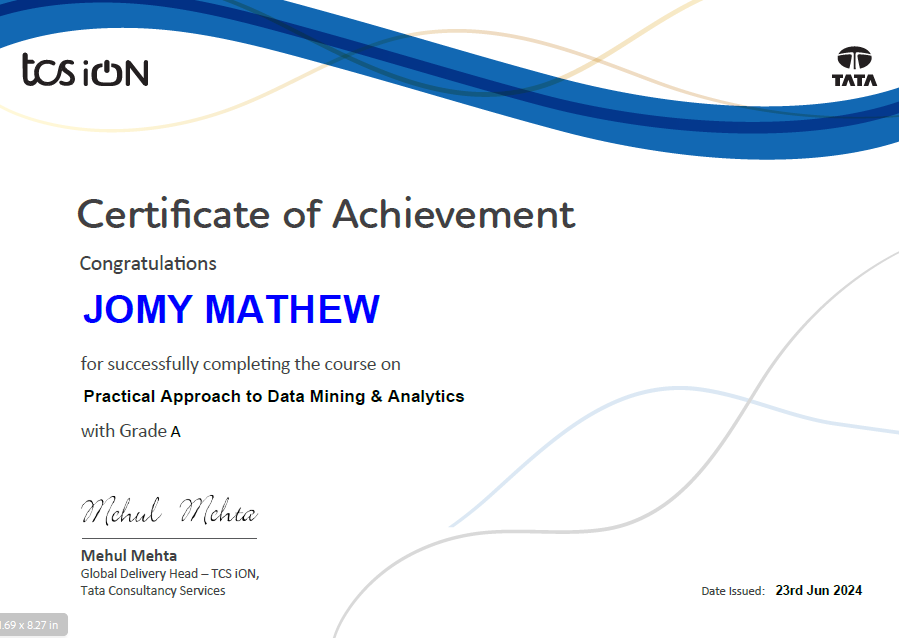 tcs iON
TATA
Certificate of Achievement
Congratulations
JOMY MATHEW
for successfully completing the course on
Practical Approach to Data Mining & Analytics
with Grade A
Mehul Mehta
Mehul Mehta
Global Delivery Head – TCS iON,
Tata Consultancy Services
Date Issued: 23rd Jun 2024
.69 x 8.27 in